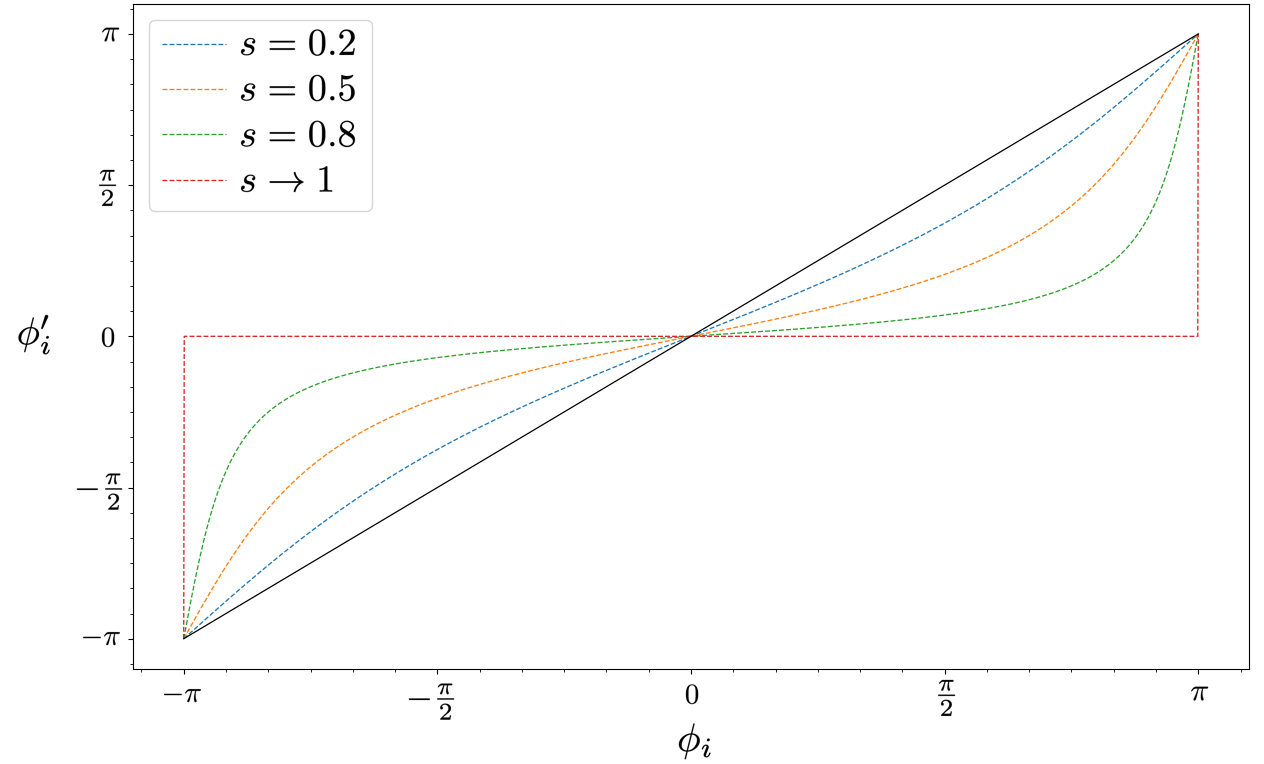 π
s = 0.2
s = 0.5
s = 0.8
s → 1
π/2
ϕ′ᵢ
0
−π/2
−π
−π
−π/2
0
π/2
π
ϕᵢ